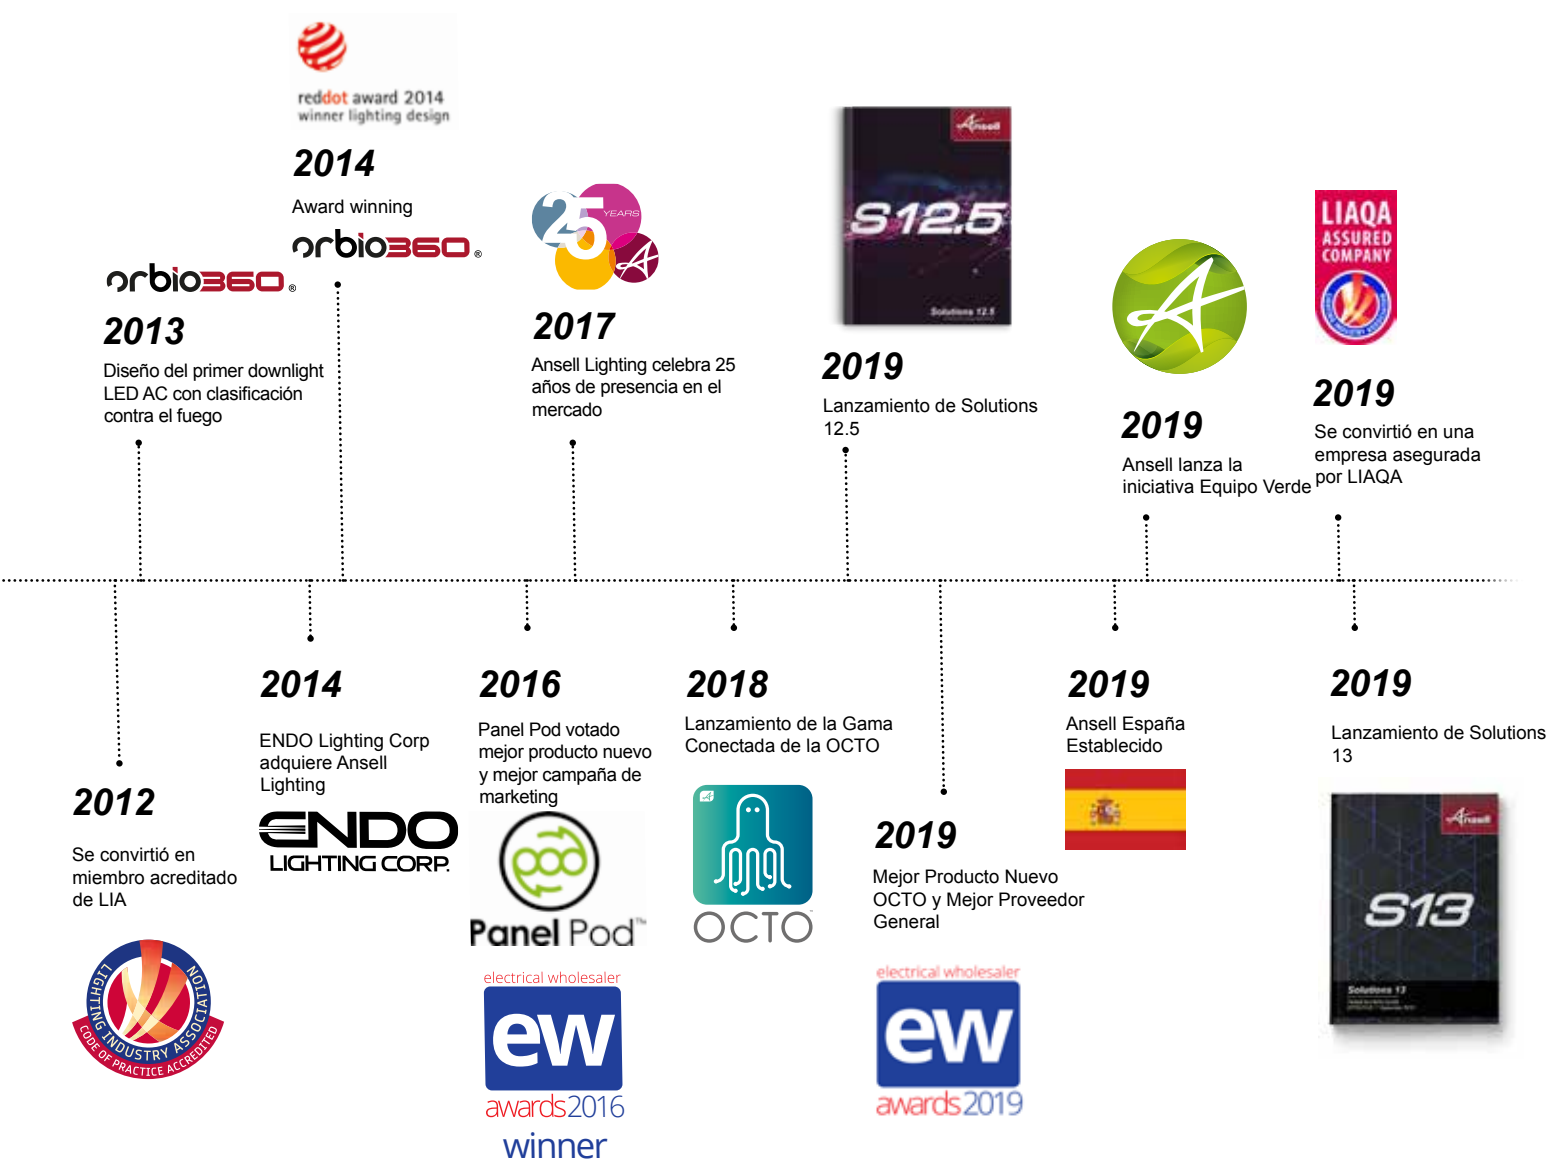 reddot award 2014
winner lighting design
2014
Award winning
orbio360®
orbio360®
2013
Diseño del primer downlight
LED AC con clasificación
contra el fuego
25
YEARS
2017
Ansell Lighting celebra 25
años de presencia en el
mercado
Ansell
S12.5
Solutions 12.5
2019
Lanzamiento de Solutions
12.5
2019
Ansell lanza la
iniciativa Equipo Verde
LIAQA
ASSURED
COMPANY
2019
Se convirtió en una
empresa asegurada
por LIAQA
2012
Se convirtió en
miembro acreditado
de LIA
LIGHTING INDUSTRY ASSOCIATION
CODE OF PRACTICE ACCREDITED
2014
ENDO Lighting Corp
adquiere Ansell
Lighting
ENDO
LIGHTING CORP.
2016
Panel Pod votado
mejor producto nuevo
y mejor campaña de
marketing
pod
Panel Pod™
electrical wholesaler
ew
awards2016
winner
2018
Lanzamiento de la Gama
Conectada de la OCTO
OCTO
2019
Mejor Producto Nuevo
OCTO y Mejor Proveedor
General
electrical wholesaler
ew
awards2019
2019
Ansell España
Establecido
2019
Lanzamiento de Solutions
13
Ansell
S13
Solutions 13